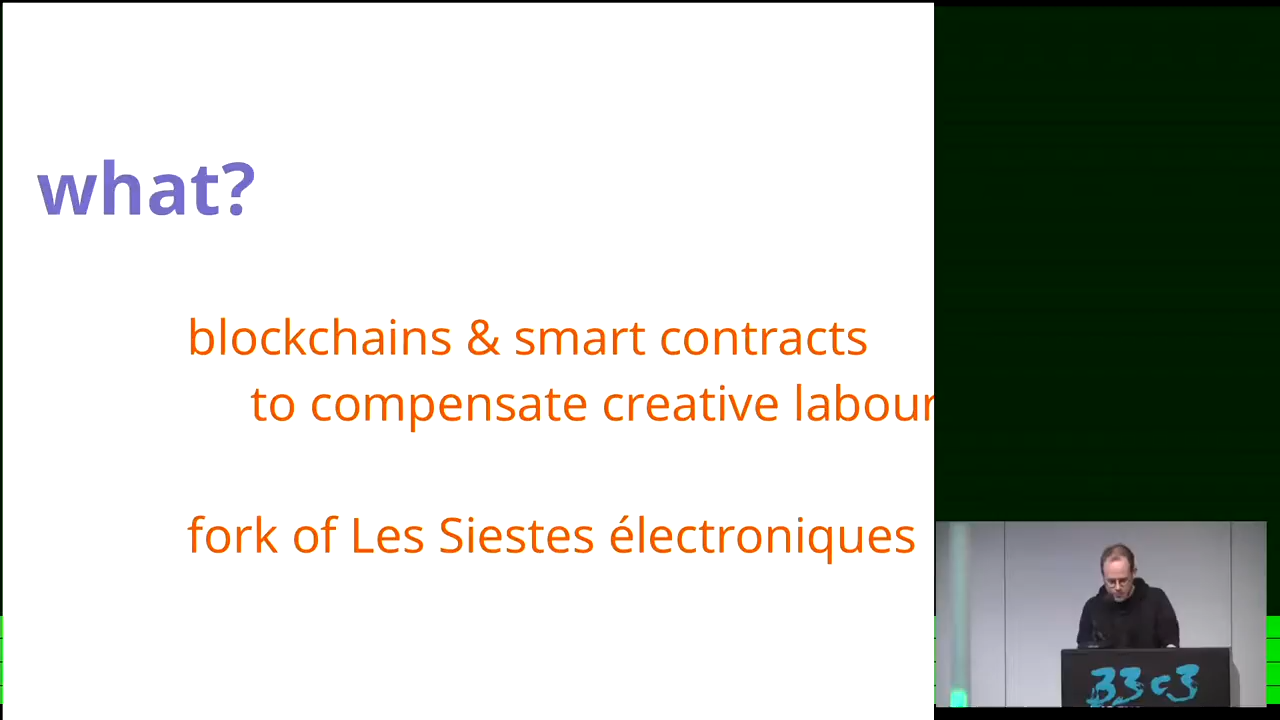 what?
blockchains & smart contracts
to compensate creative labour
fork of Les Siestes électroniques
33c3